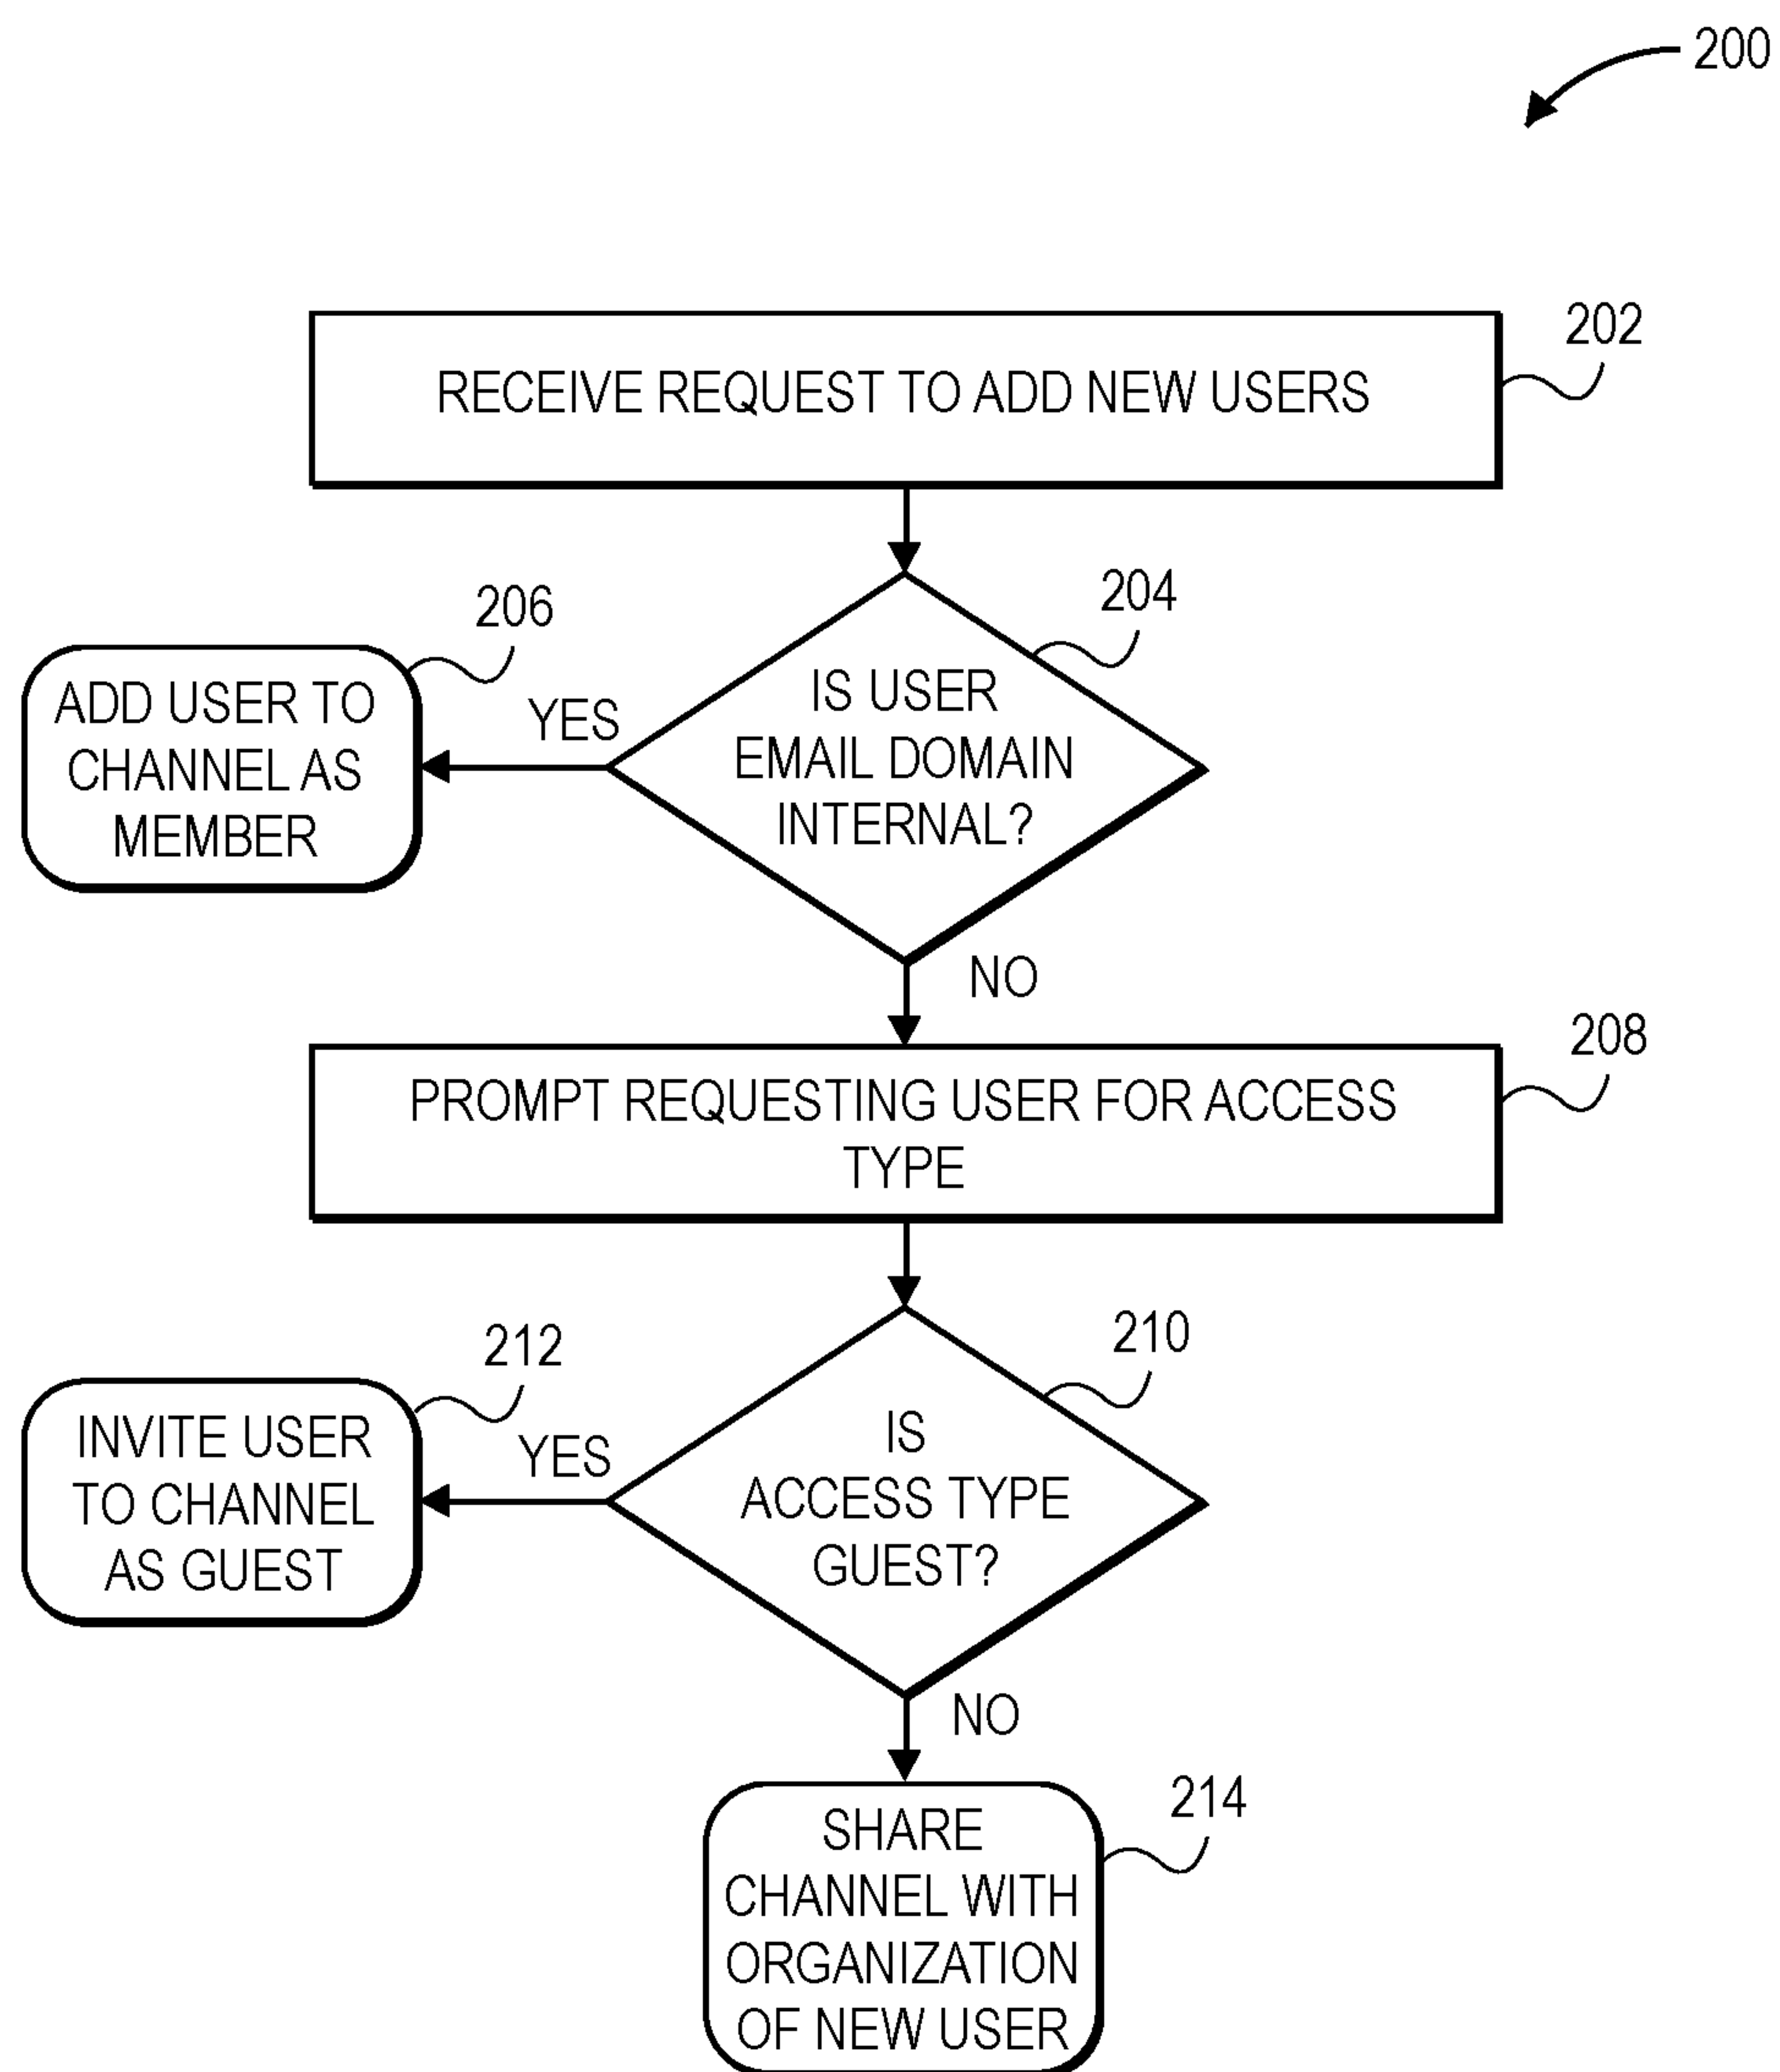 200
202
RECEIVE REQUEST TO ADD NEW USERS
204
206
IS USER
EMAIL DOMAIN
INTERNAL?
YES
ADD USER TO
CHANNEL AS
MEMBER
NO
208
PROMPT REQUESTING USER FOR ACCESS
TYPE
210
212
IS
ACCESS TYPE
GUEST?
YES
INVITE USER
TO CHANNEL
AS GUEST
NO
214
SHARE
CHANNEL WITH
ORGANIZATION
OF NEW USER